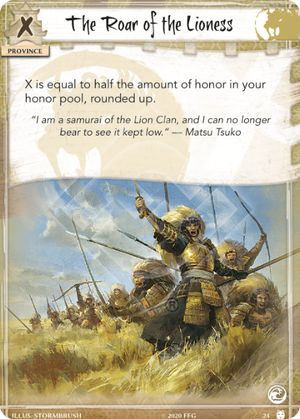 X
The Roar of the Lioness
PROVINCE
X is equal to half the amount of honor in your
honor pool, rounded up.
“I am a samurai of the Lion Clan, and I can no longer
bear to see it kept low.” –– Matsu Tsuko
ILLUS: STORMBRUSH
© 2020 FFG
24